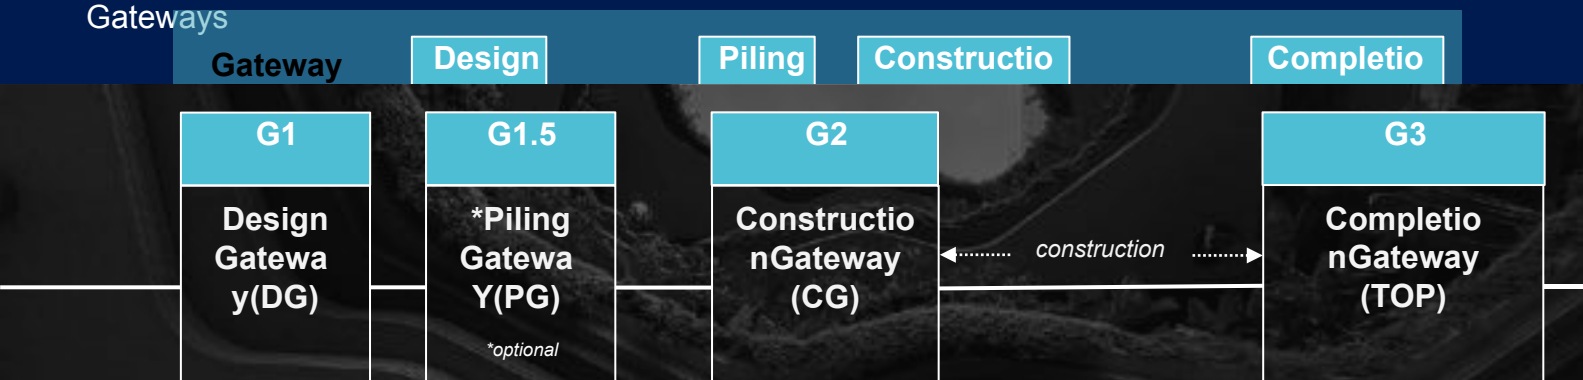 Gateways
Gateway
Design
Piling
Constructio
Completio
G1
G1.5
G2
G3
Design
Gatewa
y(DG)
*Piling
Gatewa
Y(PG)
*optional
Constructio
nGateway
(CG)
construction
Completio
nGateway
(TOP)